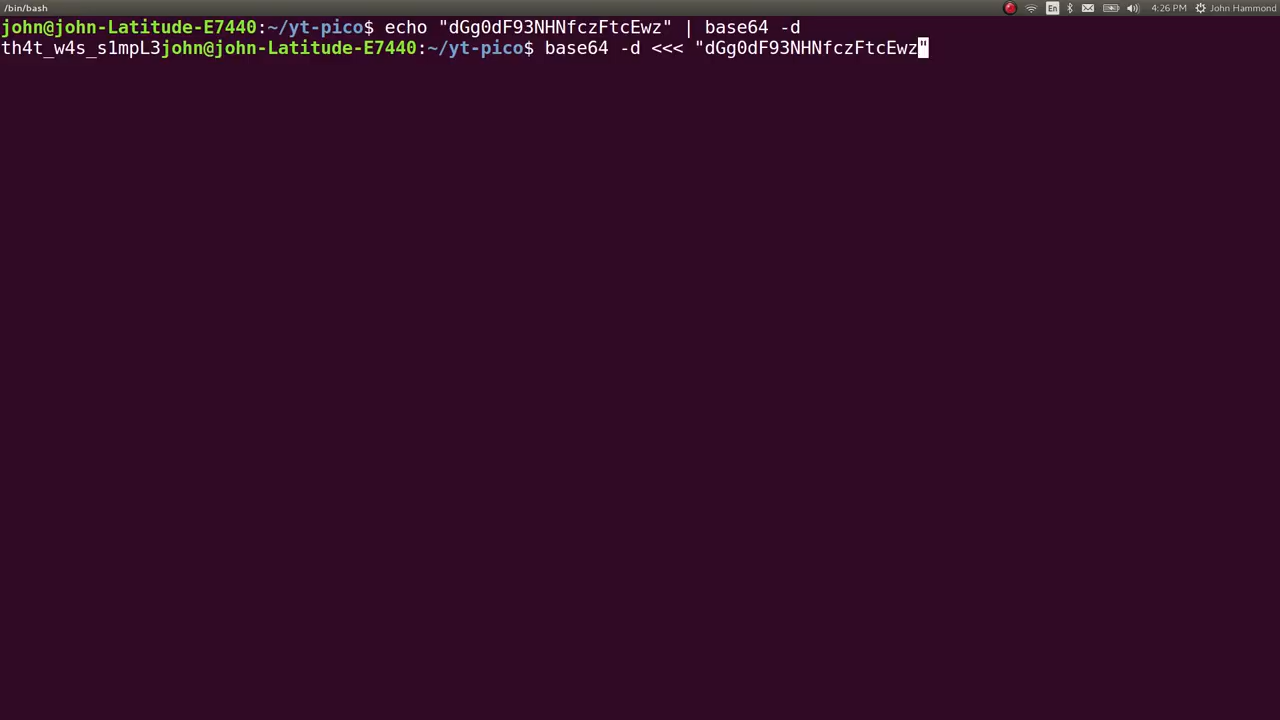 /bin/bash
En
4:26 PM
John Hammond
john@john-Latitude-E7440:~/yt-pico$ echo "dGg0dF93NHNfczFtcEwz" | base64 -d
th4t_w4s_s1mpL3john@john-Latitude-E7440:~/yt-pico$ base64 -d <<< "dGg0dF93NHNfczFtcEwz"